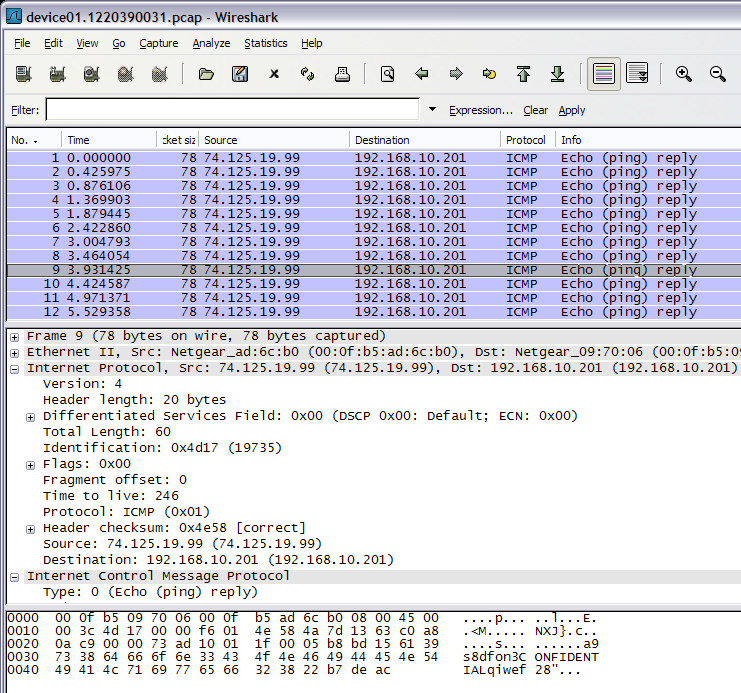 device01.1220390031.pcap - Wireshark
File Edit View Go Capture Analyze Statistics Help
Filter: Expression... Clear Apply
No. Time :ket siz Source Destination Protocol Info
1 0.000000 78 74.125.19.99 192.168.10.201 ICMP Echo (ping) reply
2 0.425975 78 74.125.19.99 192.168.10.201 ICMP Echo (ping) reply
3 0.876106 78 74.125.19.99 192.168.10.201 ICMP Echo (ping) reply
4 1.369903 78 74.125.19.99 192.168.10.201 ICMP Echo (ping) reply
5 1.879445 78 74.125.19.99 192.168.10.201 ICMP Echo (ping) reply
6 2.422860 78 74.125.19.99 192.168.10.201 ICMP Echo (ping) reply
7 3.004793 78 74.125.19.99 192.168.10.201 ICMP Echo (ping) reply
8 3.464054 78 74.125.19.99 192.168.10.201 ICMP Echo (ping) reply
9 3.931425 78 74.125.19.99 192.168.10.201 ICMP Echo (ping) reply
10 4.424587 78 74.125.19.99 192.168.10.201 ICMP Echo (ping) reply
11 4.971371 78 74.125.19.99 192.168.10.201 ICMP Echo (ping) reply
12 5.529358 78 74.125.19.99 192.168.10.201 ICMP Echo (ping) reply
Frame 9 (78 bytes on wire, 78 bytes captured)
Ethernet II, Src: Netgear_ad:6c:b0 (00:0f:b5:ad:6c:b0), Dst: Netgear_09:70:06 (00:0f:b5:09
Internet Protocol, Src: 74.125.19.99 (74.125.19.99), Dst: 192.168.10.201 (192.168.10.201)
Version: 4
Header length: 20 bytes
Differentiated Services Field: 0x00 (DSCP 0x00: Default; ECN: 0x00)
Total Length: 60
Identification: 0x4d17 (19735)
Flags: 0x00
Fragment offset: 0
Time to live: 246
Protocol: ICMP (0x01)
Header checksum: 0x4e58 [correct]
Source: 74.125.19.99 (74.125.19.99)
Destination: 192.168.10.201 (192.168.10.201)
Internet Control Message Protocol
Type: 0 (Echo (ping) reply)
0000 00 0f b5 09 70 06 00 0f b5 ad 6c b0 08 00 45 00 ....p... ..l...E.
0010 00 3c 4d 17 00 00 f6 01 4e 58 4a 7d 13 63 c0 a8 .<M..... NXJ}.c..
0020 0a c9 00 00 73 ad 10 01 1f 00 05 b8 bd 15 61 39 ....s... ......a9
0030 73 38 64 66 6f 6e 33 43 4f 4e 46 49 44 45 4e 54 s8dfon3C ONFIDENT
0040 49 41 4c 71 69 77 65 66 32 38 22 b7 de ac IALqiwef 28"...